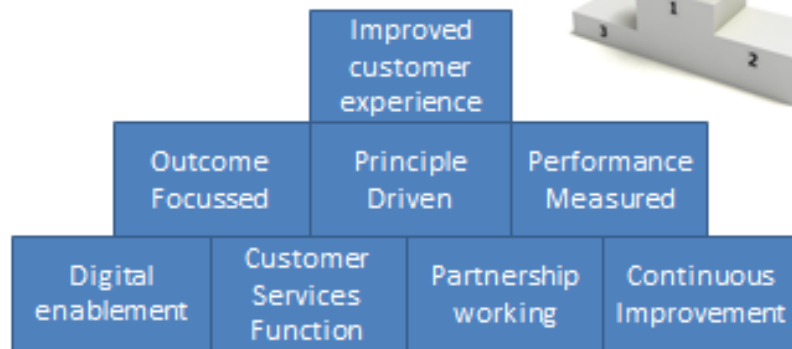 Improved
customer
experience
1
3
2
Outcome
Focussed
Principle
Driven
Performance
Measured
Digital
enablement
Customer
Services
Function
Partnership
working
Continuous
Improvement